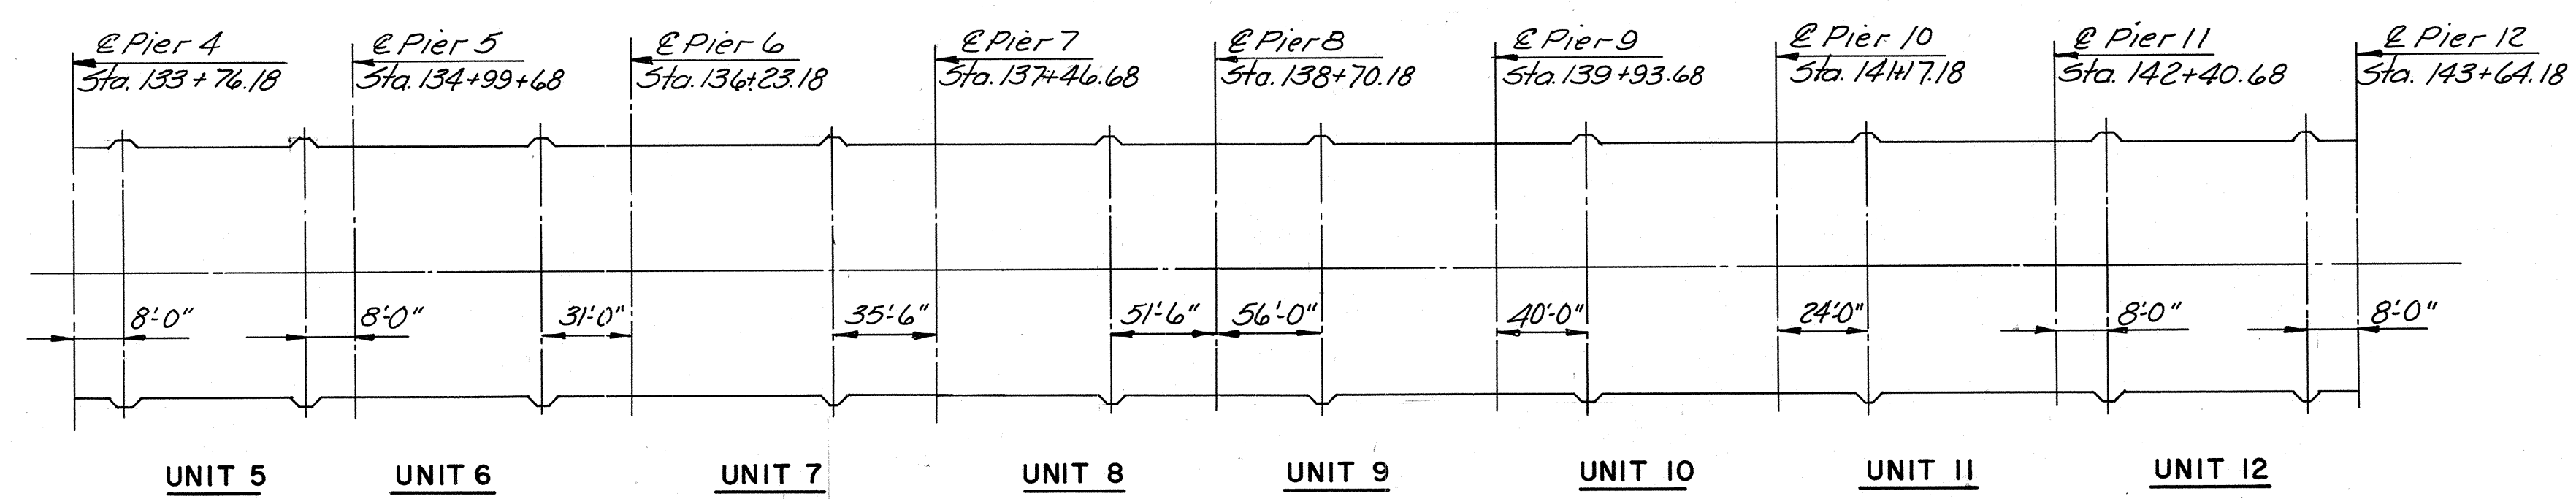 ℄ Pier 4
Sta. 133+76.18
℄ Pier 5
Sta. 134+99+68
℄ Pier 6
Sta. 136+23.18
℄ Pier 7
Sta. 137+46.68
℄ Pier 8
Sta. 138+70.18
℄ Pier 9
Sta. 139+93.68
℄ Pier 10
Sta. 141+17.18
℄ Pier 11
Sta. 142+40.68
℄ Pier 12
Sta. 143+64.18
8'-0" 8'-0" 31'-0" 35'-6" 51'-6" 56'-0" 40'-0" 24'-0" 8'-0" 8'-0"
UNIT 5 UNIT 6 UNIT 7 UNIT 8 UNIT 9 UNIT 10 UNIT 11 UNIT 12